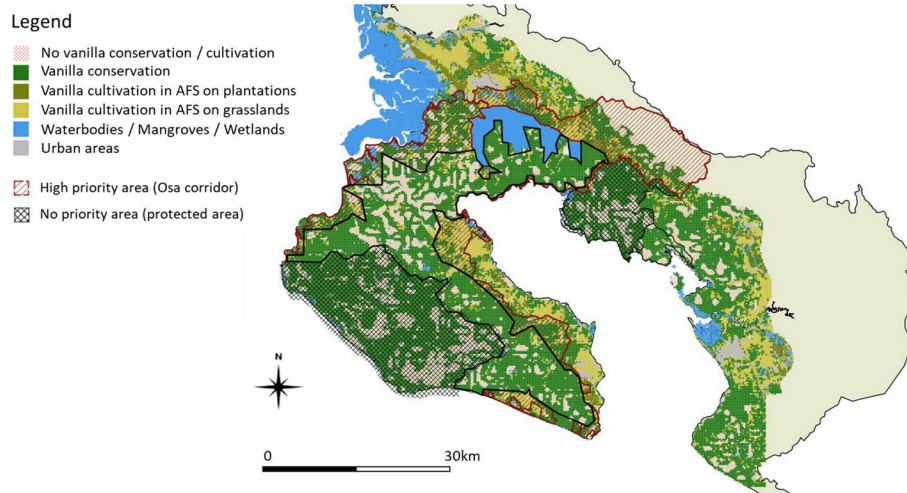 Legend
No vanilla conservation / cultivation
Vanilla conservation
Vanilla cultivation in AFS on plantations
Vanilla cultivation in AFS on grasslands
Waterbodies / Mangroves / Wetlands
Urban areas
High priority area (Osa corridor)
No priority area (protected area)
N
0 30km